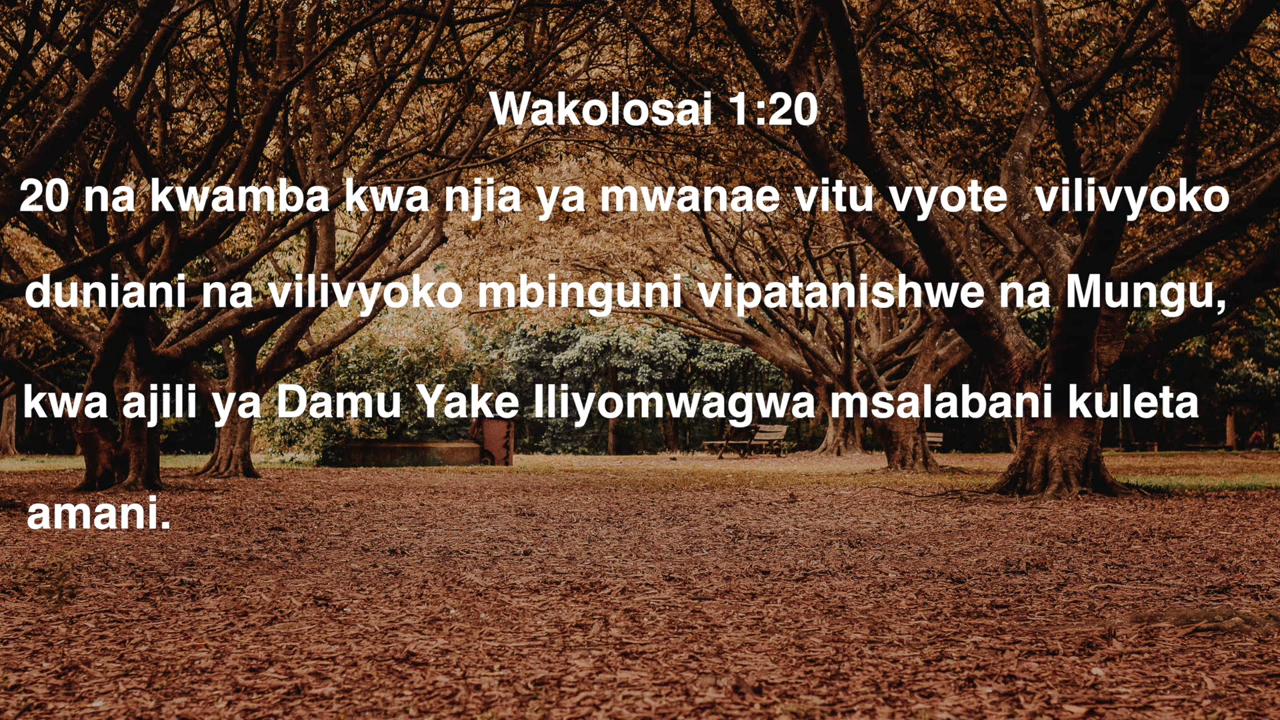 Wakolosai 1:20
20 na kwamba kwa njia ya mwanae vitu vyote vilivyoko
duniani na vilivyoko mbinguni vipatanishwe na Mungu,
kwa ajili ya Damu Yake Iliyomwagwa msalabani kuleta
amani.